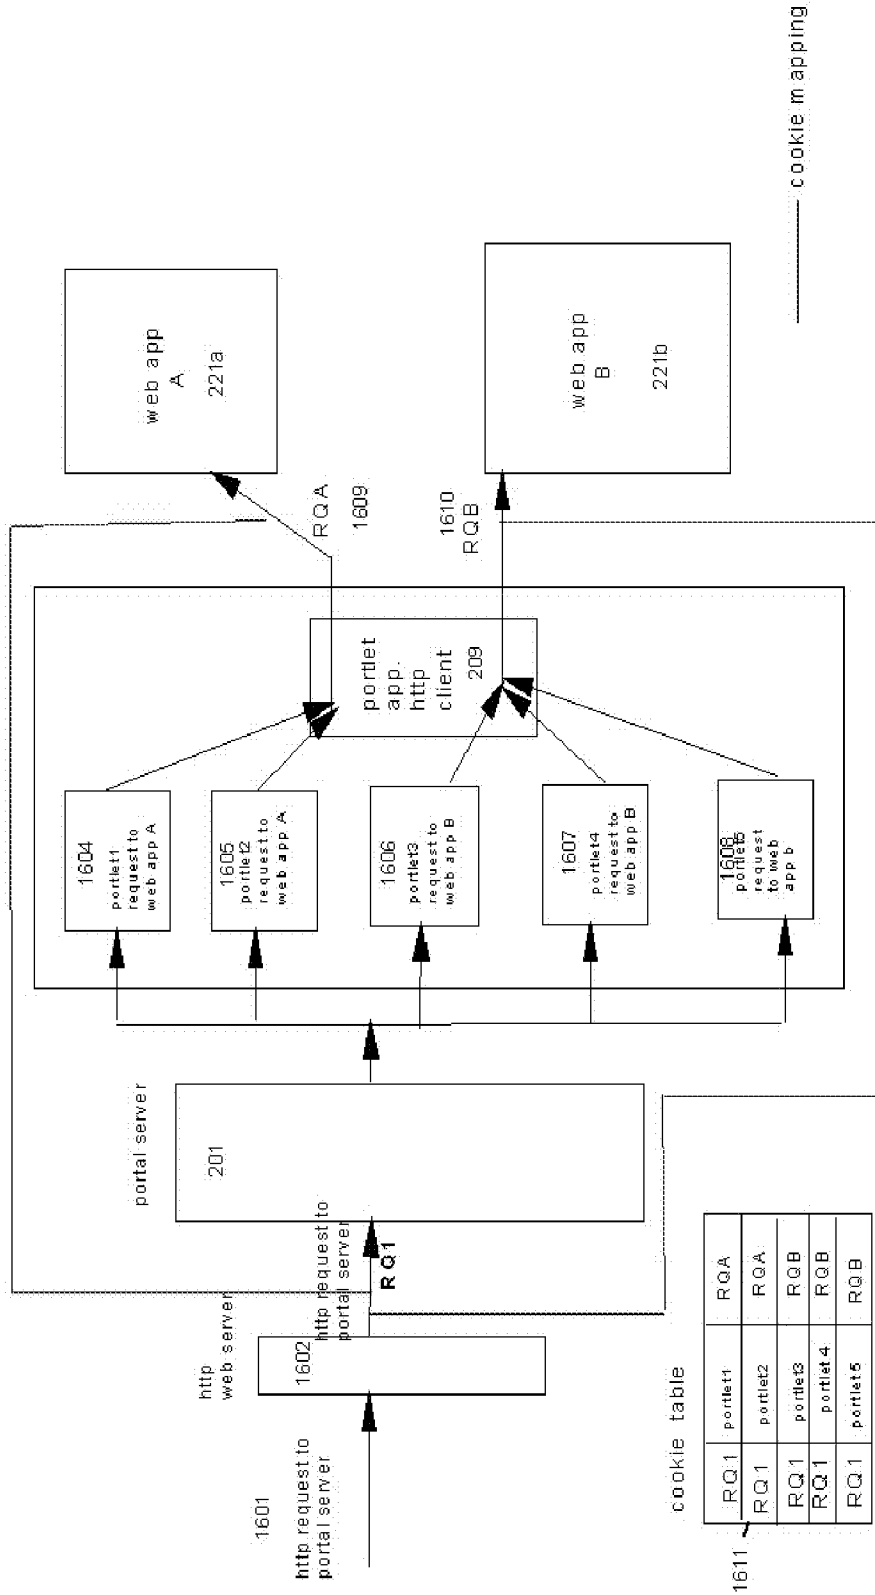 1601
http request to
portal server
http
web server
1602
http request to
portal server
RQ1
portal server
201
1604
portlet1
request to
web app A
1605
portlet2
request to
web app A
1606
portlet3
request to
web app B
1607
portlet4
request to
web app B
1608
portlet5
request
to web
app b
portlet
app.
http
client
209
RQA
1609
1610
RQB
web app
A
221a
web app
B
221b
cookie mapping
cookie table
RQ1 portlet1 RQA
RQ1 portlet2 RQA
RQ1 portlet3 RQB
RQ1 portlet 4 RQB
RQ1 portlet 5 RQB
1611